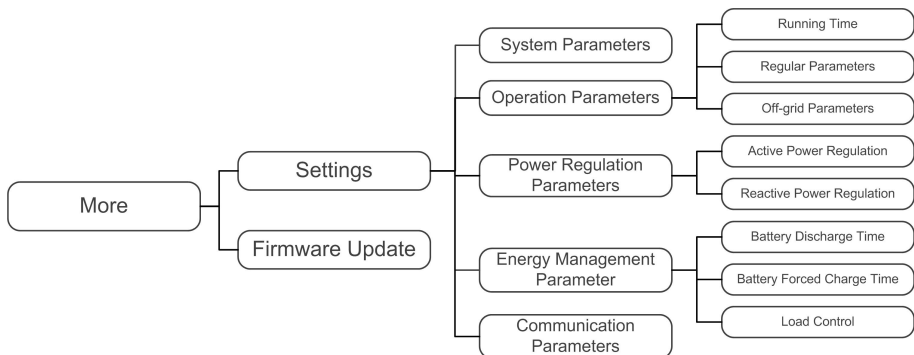 More
Settings
Firmware Update
System Parameters
Operation Parameters
Power Regulation
Parameters
Energy Management
Parameter
Communication
Parameters
Running Time
Regular Parameters
Off-grid Parameters
Active Power Regulation
Reactive Power Regulation
Battery Discharge Time
Battery Forced Charge Time
Load Control